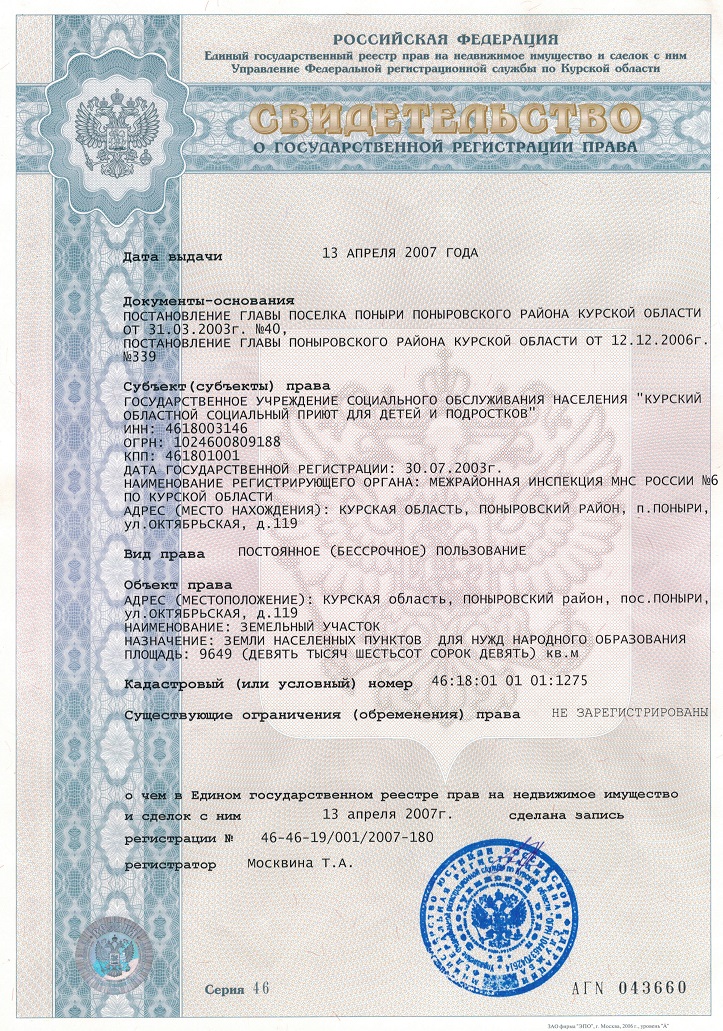 РОССИЙСКАЯ ФЕДЕРАЦИЯ
Единый государственный реестр прав на недвижимое имущество и сделок с ним
Управление Федеральной регистрационной службы по Курской области
СВИДЕТЕЛЬСТВО
О ГОСУДАРСТВЕННОЙ РЕГИСТРАЦИИ ПРАВА
Дата выдачи 13 АПРЕЛЯ 2007 ГОДА
Документы-основания
ПОСТАНОВЛЕНИЕ ГЛАВЫ ПОСЕЛКА ПОНЫРИ ПОНЫРОВСКОГО РАЙОНА КУРСКОЙ ОБЛАСТИ
ОТ 31.03.2003г. №40,
ПОСТАНОВЛЕНИЕ ГЛАВЫ ПОНЫРОВСКОГО РАЙОНА КУРСКОЙ ОБЛАСТИ ОТ 12.12.2006г.
№339
Субъект(субъекты) права
ГОСУДАРСТВЕННОЕ УЧРЕЖДЕНИЕ СОЦИАЛЬНОГО ОБСЛУЖИВАНИЯ НАСЕЛЕНИЯ "КУРСКИЙ
ОБЛАСТНОЙ СОЦИАЛЬНЫЙ ПРИЮТ ДЛЯ ДЕТЕЙ И ПОДРОСТКОВ"
ИНН: 4618003146
ОГРН: 1024600809188
КПП: 461801001
ДАТА ГОСУДАРСТВЕННОЙ РЕГИСТРАЦИИ: 30.07.2003г.
НАИМЕНОВАНИЕ РЕГИСТРИРУЮЩЕГО ОРГАНА: МЕЖРАЙОННАЯ ИНСПЕКЦИЯ МНС РОССИИ №6
ПО КУРСКОЙ ОБЛАСТИ
АДРЕС (МЕСТО НАХОЖДЕНИЯ): КУРСКАЯ ОБЛАСТЬ, ПОНЫРОВСКИЙ РАЙОН, п.ПОНЫРИ,
ул.ОКТЯБРЬСКАЯ, д.119
Вид права ПОСТОЯННОЕ (БЕССРОЧНОЕ) ПОЛЬЗОВАНИЕ
Объект права
АДРЕС (МЕСТОПОЛОЖЕНИЕ): КУРСКАЯ область, ПОНЫРОВСКИЙ район, пос.ПОНЫРИ,
ул.ОКТЯБРЬСКАЯ, д.119
НАИМЕНОВАНИЕ: ЗЕМЕЛЬНЫЙ УЧАСТОК
НАЗНАЧЕНИЕ: ЗЕМЛИ НАСЕЛЕННЫХ ПУНКТОВ ДЛЯ НУЖД НАРОДНОГО ОБРАЗОВАНИЯ
ПЛОЩАДЬ: 9649 (ДЕВЯТЬ ТЫСЯЧ ШЕСТЬСОТ СОРОК ДЕВЯТЬ) кв.м
Кадастровый (или условный) номер 46:18:01 01 01:1275
Существующие ограничения (обременения) права НЕ ЗАРЕГИСТРИРОВАНЫ
о чем в Едином государственном реестре прав на недвижимое имущество
и сделок с ним 13 апреля 2007г. сделана запись
регистрации № 46-46-19/001/2007-180
регистратор Москвина Т.А.
Серия 46 АГN 043660
ЗАО фирма "ЭПО", г. Москва, 2006 г., уровень "А"